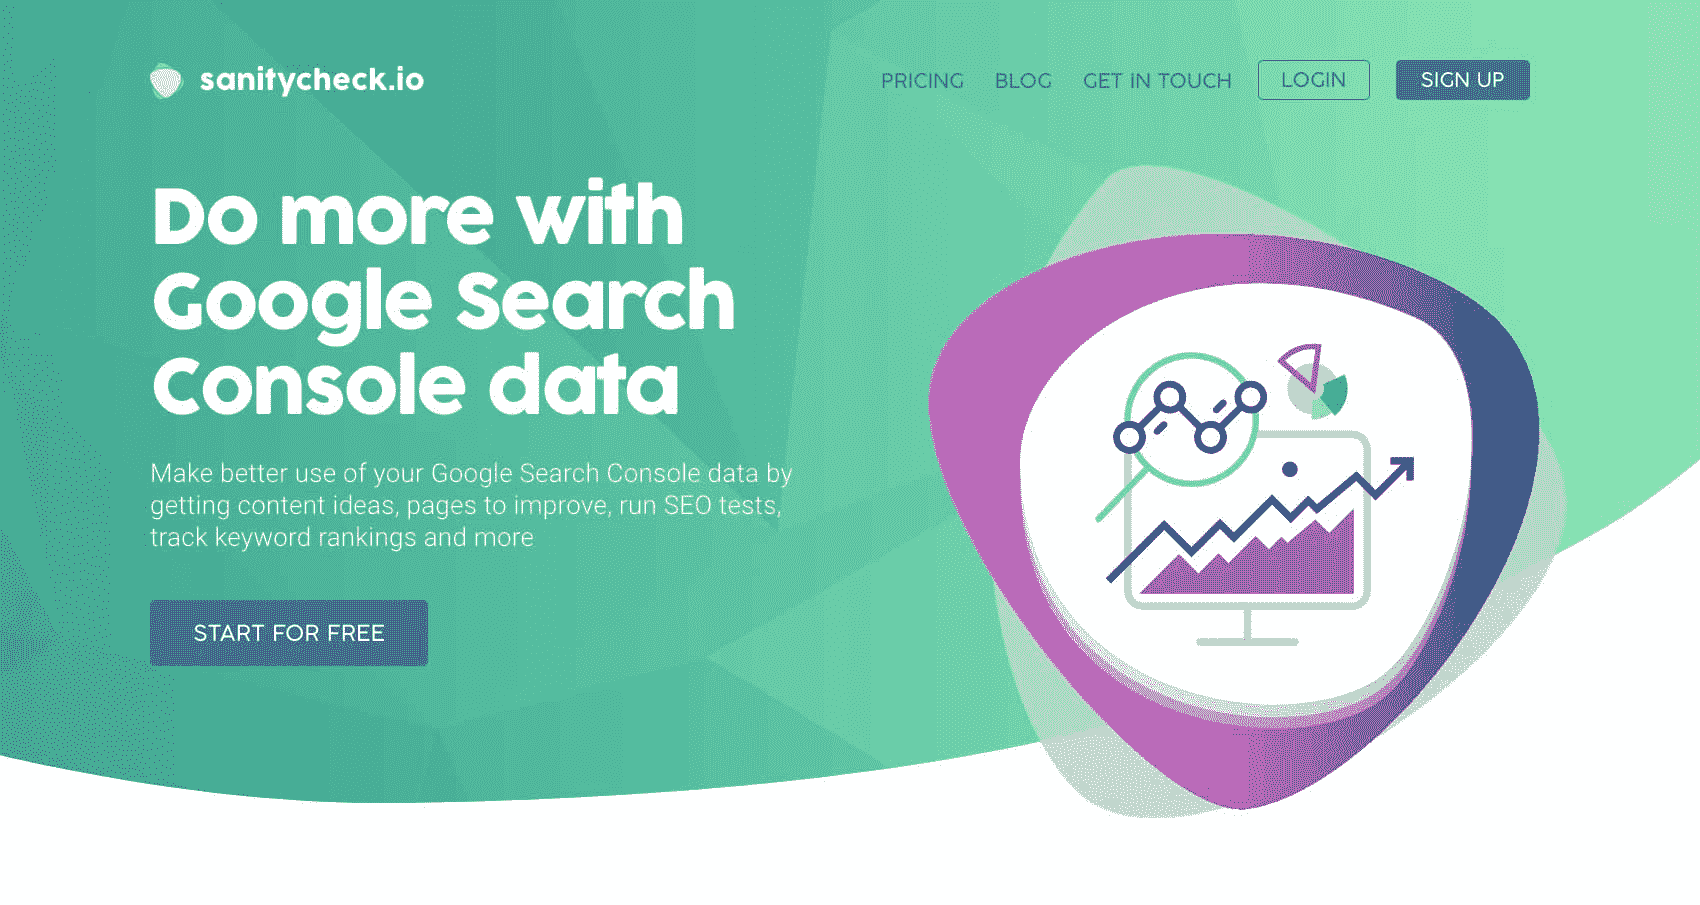 sanitycheck.io
PRICING
BLOG
GET IN TOUCH
LOGIN
SIGN UP
Do more with
Google Search
Console data
Make better use of your Google Search Console data by
getting content ideas, pages to improve, run SEO tests,
track keyword rankings and more
START FOR FREE